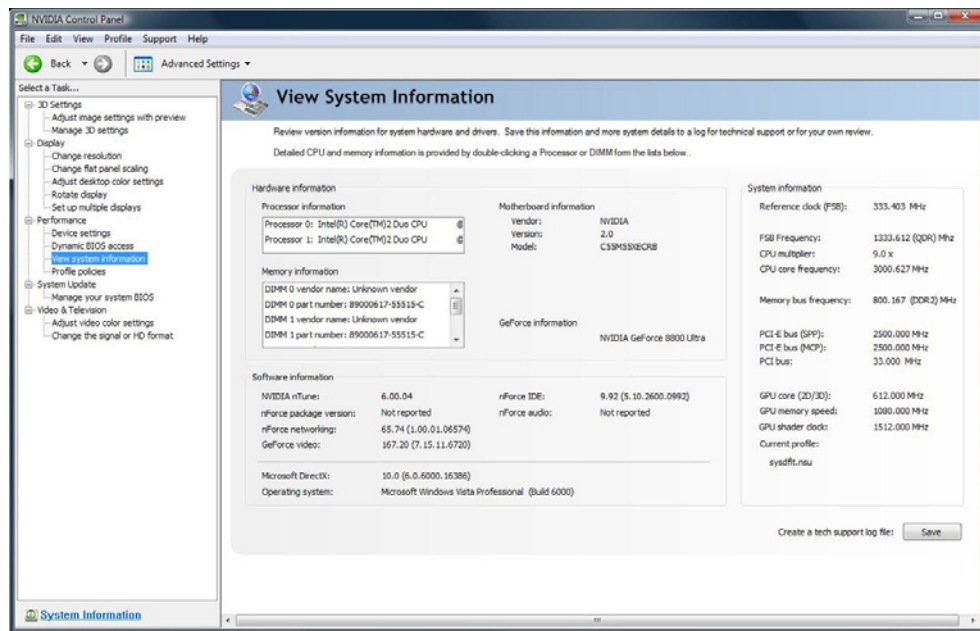 NVIDIA Control Panel
File Edit View Profile Support Help
Back Advanced Settings
Select a Task...
3D Settings
Adjust image settings with preview
Manage 3D settings
Display
Change resolution
Change flat panel scaling
Adjust desktop color settings
Rotate display
Set up multiple displays
Performance
Device settings
Dynamic BIOS access
View system information
Profile policies
System Update
Manage your system BIOS
Video & Television
Adjust video color settings
Change the signal or HD format
System Information
View System Information
Review version information for system hardware and drivers. Save this information and more system details to a log for technical support or for your own review.
Detailed CPU and memory information is provided by double-clicking a Processor or DIMM form the lists below..
Hardware information
Processor information
Processor 0: Intel(R) Core(TM)2 Duo CPU
Processor 1: Intel(R) Core(TM)2 Duo CPU
Memory information
DIMM 0 vendor name: Unknown vendor
DIMM 0 part number: 89000617-55515-C
DIMM 1 vendor name: Unknown vendor
DIMM 1 part number: 89000617-55515-C
Motherboard information
Vendor: NVIDIA
Version: 2.0
Model: C55M55XECRB
GeForce information
NVIDIA GeForce 8800 Ultra
Software information
NVIDIA nTune: 6.00.04 nForce IDE: 9.92 (5.10.2600.0992)
nForce package version: Not reported nForce audio: Not reported
nForce networking: 65.74 (1.00.01.06574)
GeForce video: 167.20 (7.15.11.6720)
Microsoft DirectX: 10.0 (6.0.6000.16386)
Operating system: Microsoft Windows Vista Professional (Build 6000)
System information
Reference clock (FSB): 333.403 MHz
FSB Frequency: 1333.612 (QDR) Mhz
CPU multiplier: 9.0 x
CPU core frequency: 3000.627 MHz
Memory bus frequency: 800.167 (DDR2) MHz
PCI-E bus (SPP): 2500.000 MHz
PCI-E bus (MCP): 2500.000 MHz
PCI bus: 33.000 MHz
GPU core (2D/3D): 612.000 MHz
GPU memory speed: 1080.000 MHz
GPU shader clock: 1512.000 MHz
Current profile:
sysdflt.nsu
Create a tech support log file: Save